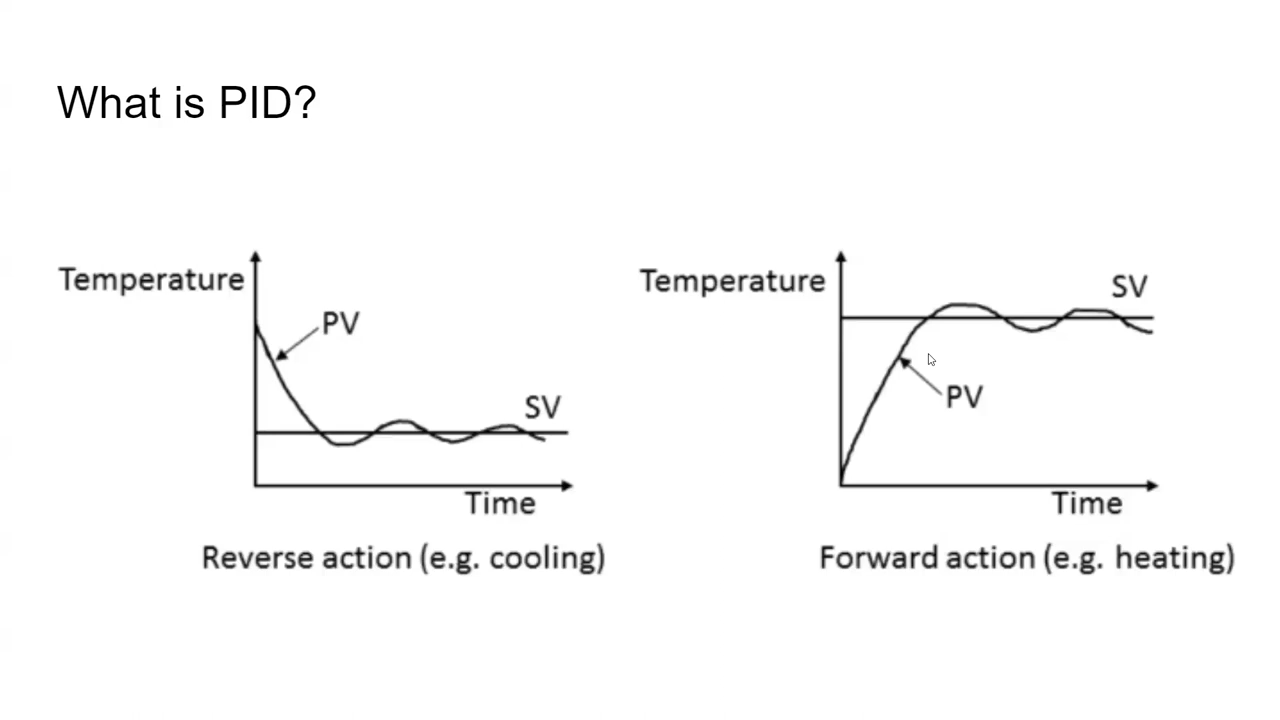 What is PID?
Temperature
PV
SV
Time
Reverse action (e.g. cooling)
Temperature
SV
PV
Time
Forward action (e.g. heating)